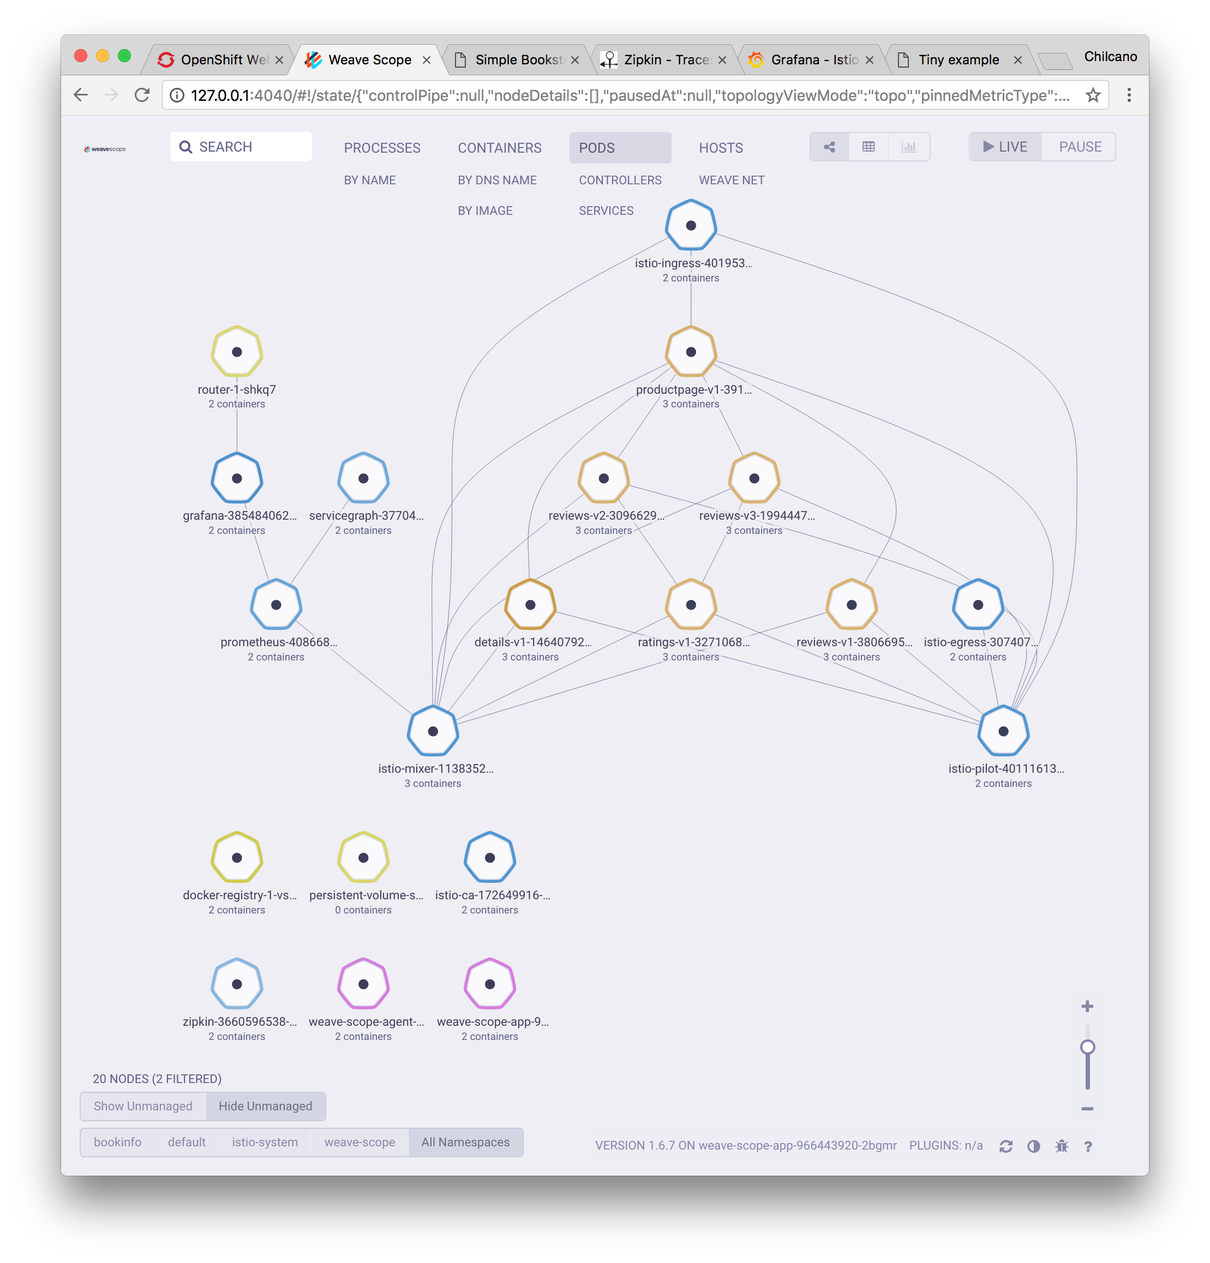 OpenShift We
Weave Scope
Simple Bookst
Zipkin - Trace
Grafana - Istio
Tiny example
Chilcano
127.0.0.1:4040/#!/state/{"controlPipe":null,"nodeDetails":[],"pausedAt":null,"topologyViewMode":"topo","pinnedMetricType":...
weavescope
SEARCH
PROCESSES
CONTAINERS
PODS
HOSTS
LIVE
PAUSE
BY NAME
BY DNS NAME
CONTROLLERS
WEAVE NET
BY IMAGE
SERVICES
istio-ingress-401953...
2 containers
router-1-shkq7
2 containers
productpage-v1-391...
3 containers
grafana-385484062...
2 containers
servicegraph-37704...
2 containers
reviews-v2-3096629...
3 containers
reviews-v3-1994447...
3 containers
prometheus-408668...
2 containers
details-v1-14640792...
3 containers
ratings-v1-3271068...
3 containers
reviews-v1-3806695...
3 containers
istio-egress-307407...
2 containers
istio-mixer-1138352...
3 containers
istio-pilot-40111613...
2 containers
docker-registry-1-vs...
2 containers
persistent-volume-s...
0 containers
istio-ca-172649916-...
2 containers
zipkin-3660596538-...
2 containers
weave-scope-agent-...
2 containers
weave-scope-app-9...
2 containers
20 NODES (2 FILTERED)
Show Unmanaged
Hide Unmanaged
bookinfo
default
istio-system
weave-scope
All Namespaces
VERSION 1.6.7 ON weave-scope-app-966443920-2bgmr
PLUGINS: n/a
?